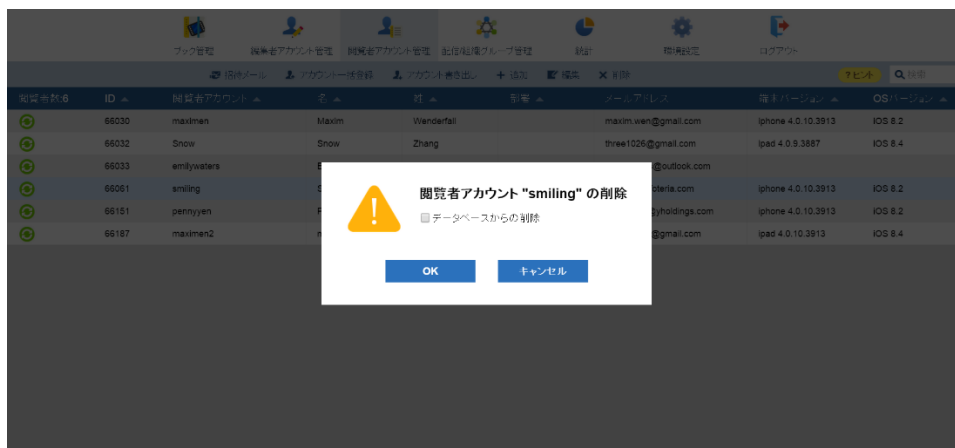 ブック管理 編集者アカウント管理 閲覧者アカウント管理 配信/配布グループ管理 統計 環境設定 ログアウト
招待メール アカウント一括登録 アカウント書き出し 追加 編集 削除 ?ヒント 検索
閲覧者数:6 ID 閲覧者アカウント 名 姓 部署 メールアドレス 端末バージョン OSバージョン
66030 maximen Maxim Wenderfall maxim.wen@gmail.com iphone 4.0.10.3913 iOS 8.2
66032 Snow Snow Zhang three1026@gmail.com ipad 4.0.9.3887 iOS 8.4
66033 emilywaters @outlook.com
66061 smiling iphone 4.0.10.3913 iOS 8.2
66151 pennyyen yholdings.com iphone 4.0.10.3913 iOS 8.2
66187 maximen2 @gmail.com ipad 4.0.10.3913 iOS 8.4
閲覧者アカウント "smiling" の削除
データベースからの削除
OK キャンセル